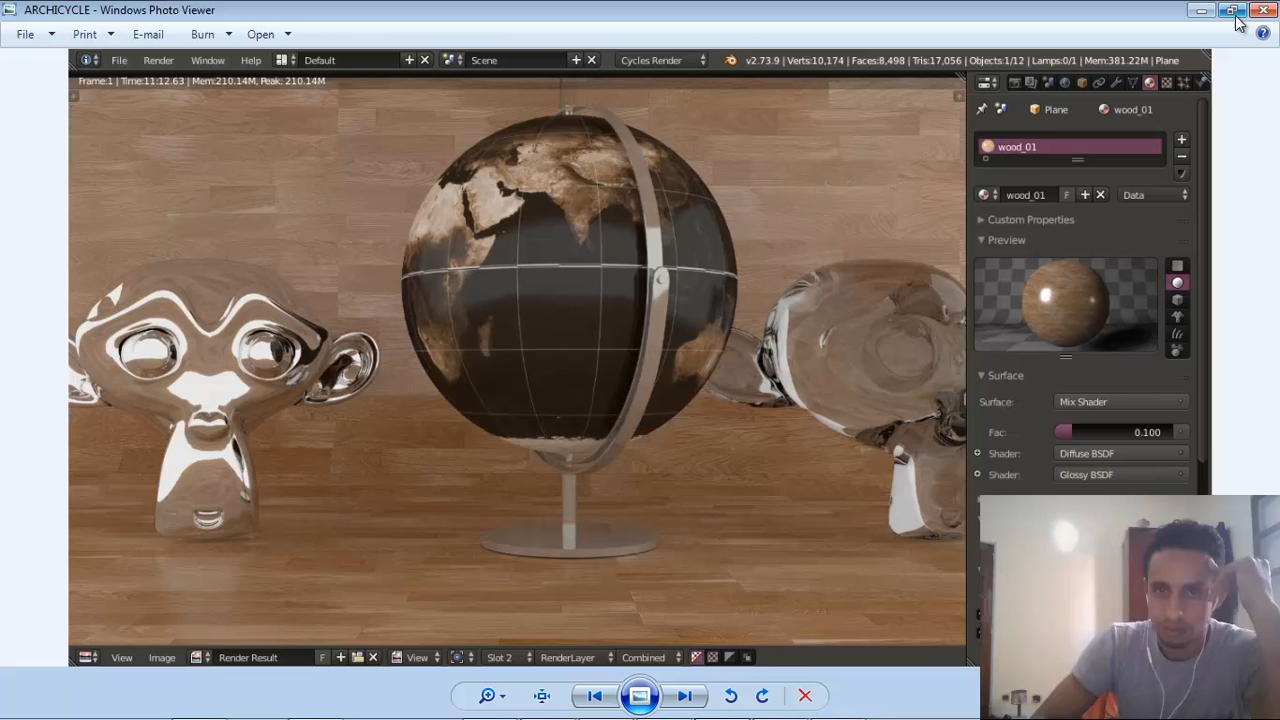 ARCHICYCLE - Windows Photo Viewer
File Print E-mail Burn Open
File Render Window Help Default Scene Cycles Render v2.73.9 | Verts:10,174 | Faces:8,498 | Tris:17,056 | Objects:1/12 | Lamps:0/1 | Mem:381.22M | Plane
Frame:1 | Time:11:12.63 | Mem:210.14M, Peak: 210.14M
Plane wood_01
wood_01
wood_01 F Data
Custom Properties
Preview
Surface
Surface: Mix Shader
Fac: 0.100
Shader: Diffuse BSDF
Shader: Glossy BSDF
View Image Render Result F View Slot 2 RenderLayer Combined